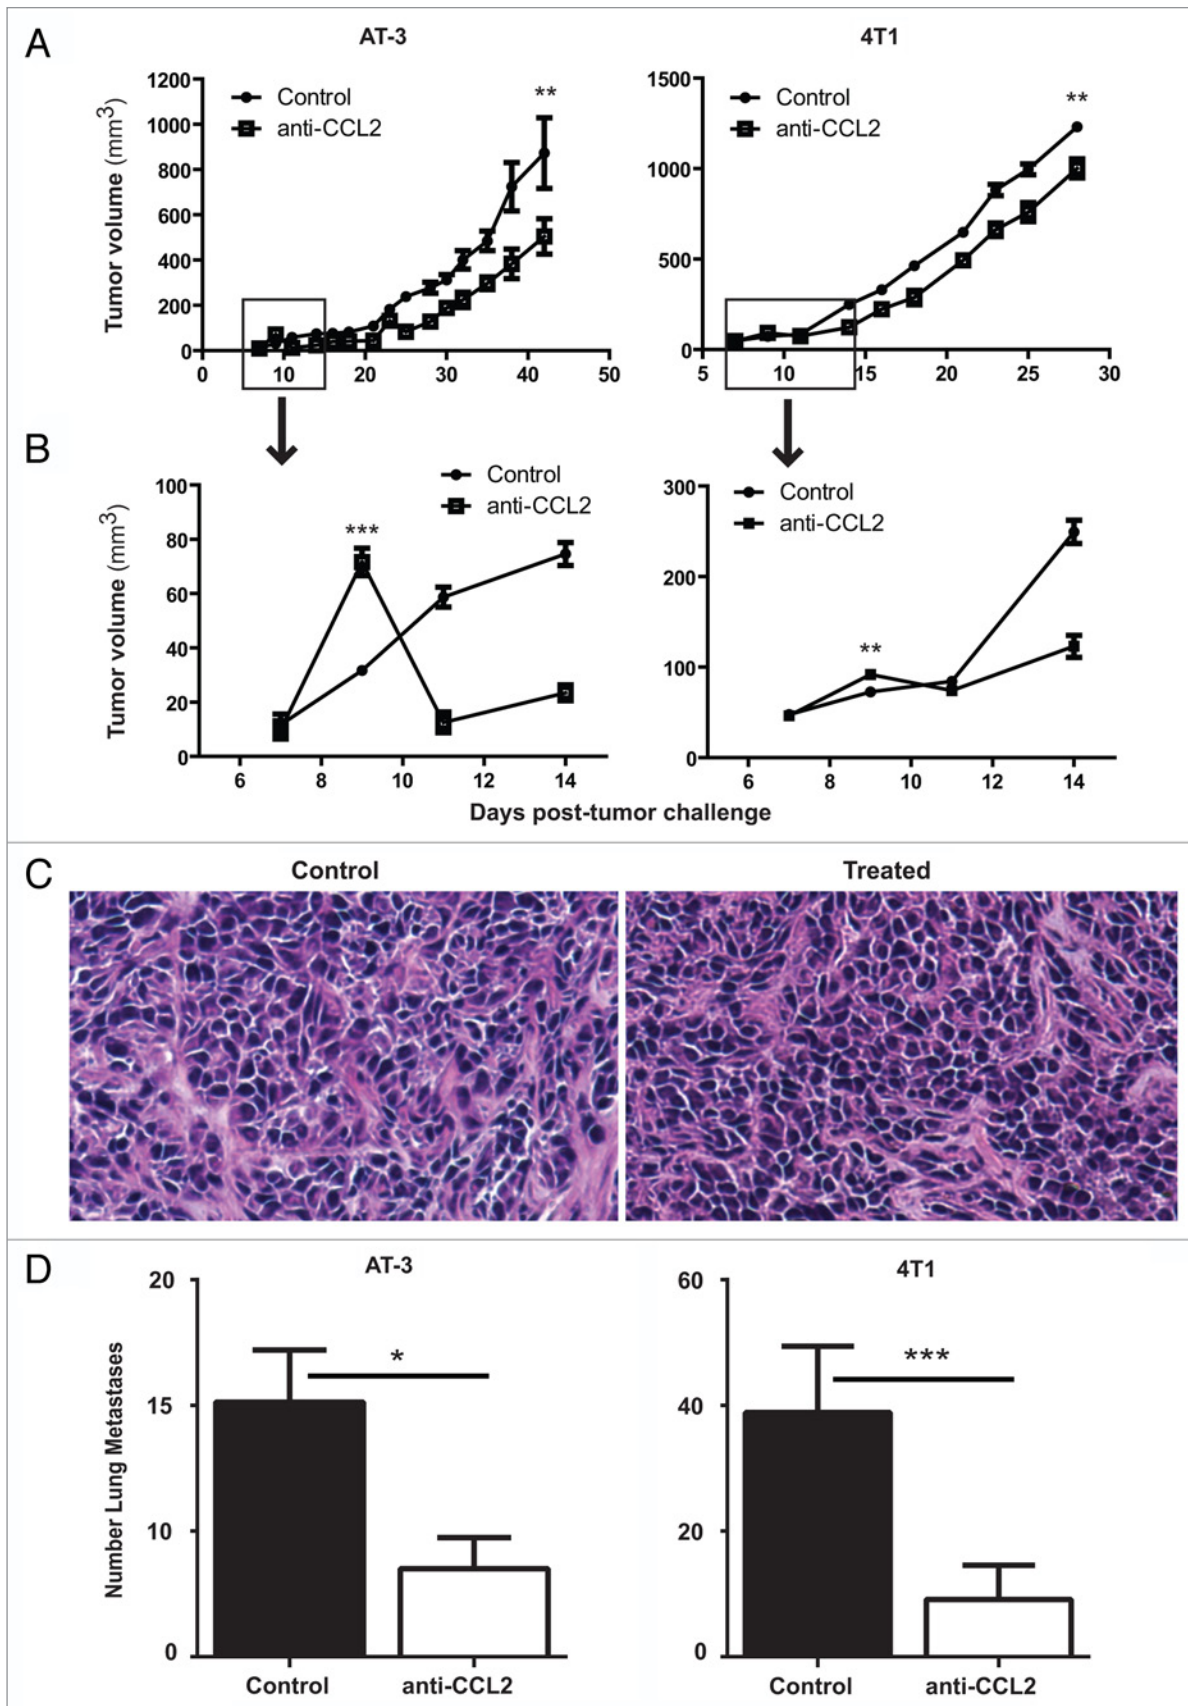 A
AT-3
4T1
Tumor volume (mm3)
1200
1000
800
600
400
200
0
0
10
20
30
40
50
Control
anti-CCL2
**
1500
1000
500
0
5
10
15
20
25
30
Control
anti-CCL2
**
B
Tumor volume (mm3)
100
80
60
40
20
0
6
8
10
12
14
Control
anti-CCL2
***
300
200
100
0
6
8
10
12
14
Control
anti-CCL2
**
Days post-tumor challenge
C
Control
Treated
D
AT-3
4T1
Number Lung Metastases
20
15
10
0
*
Control
anti-CCL2
60
40
20
0
***
Control
anti-CCL2